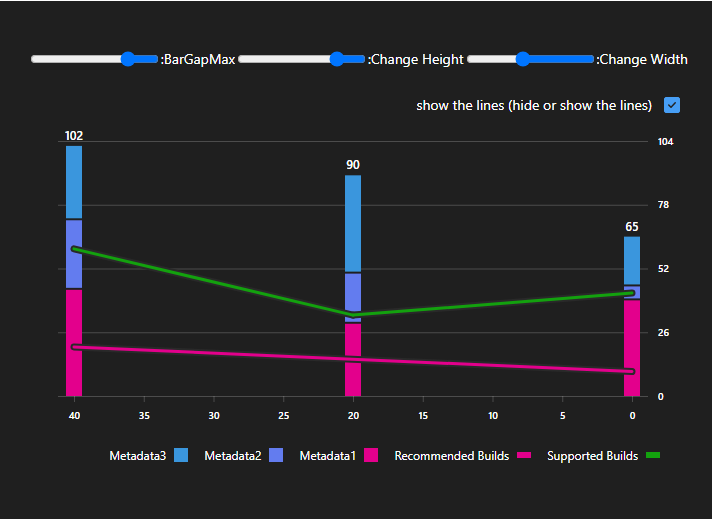 :BarGapMax :Change Height :Change Width
show the lines (hide or show the lines)
102
90
65
104
78
52
26
0
40 35 30 25 20 15 10 5 0
Metadata3 Metadata2 Metadata1 Recommended Builds Supported Builds